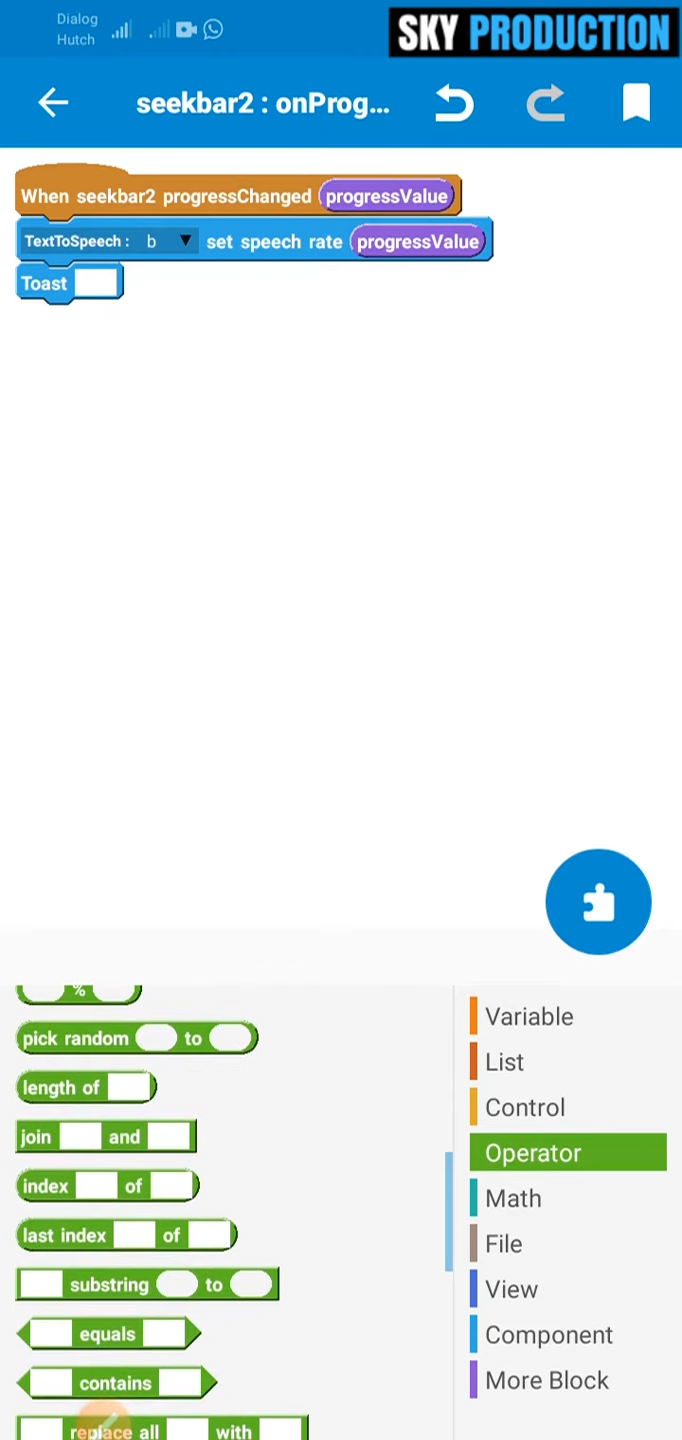 Dialog
Hutch
SKY PRODUCTION
seekbar2 : onProg...
When seekbar2 progressChanged progressValue
TextToSpeech : b set speech rate progressValue
Toast
%
pick random to
length of
join and
index of
last index of
substring to
equals
contains
replace all with
Variable
List
Control
Operator
Math
File
View
Component
More Block